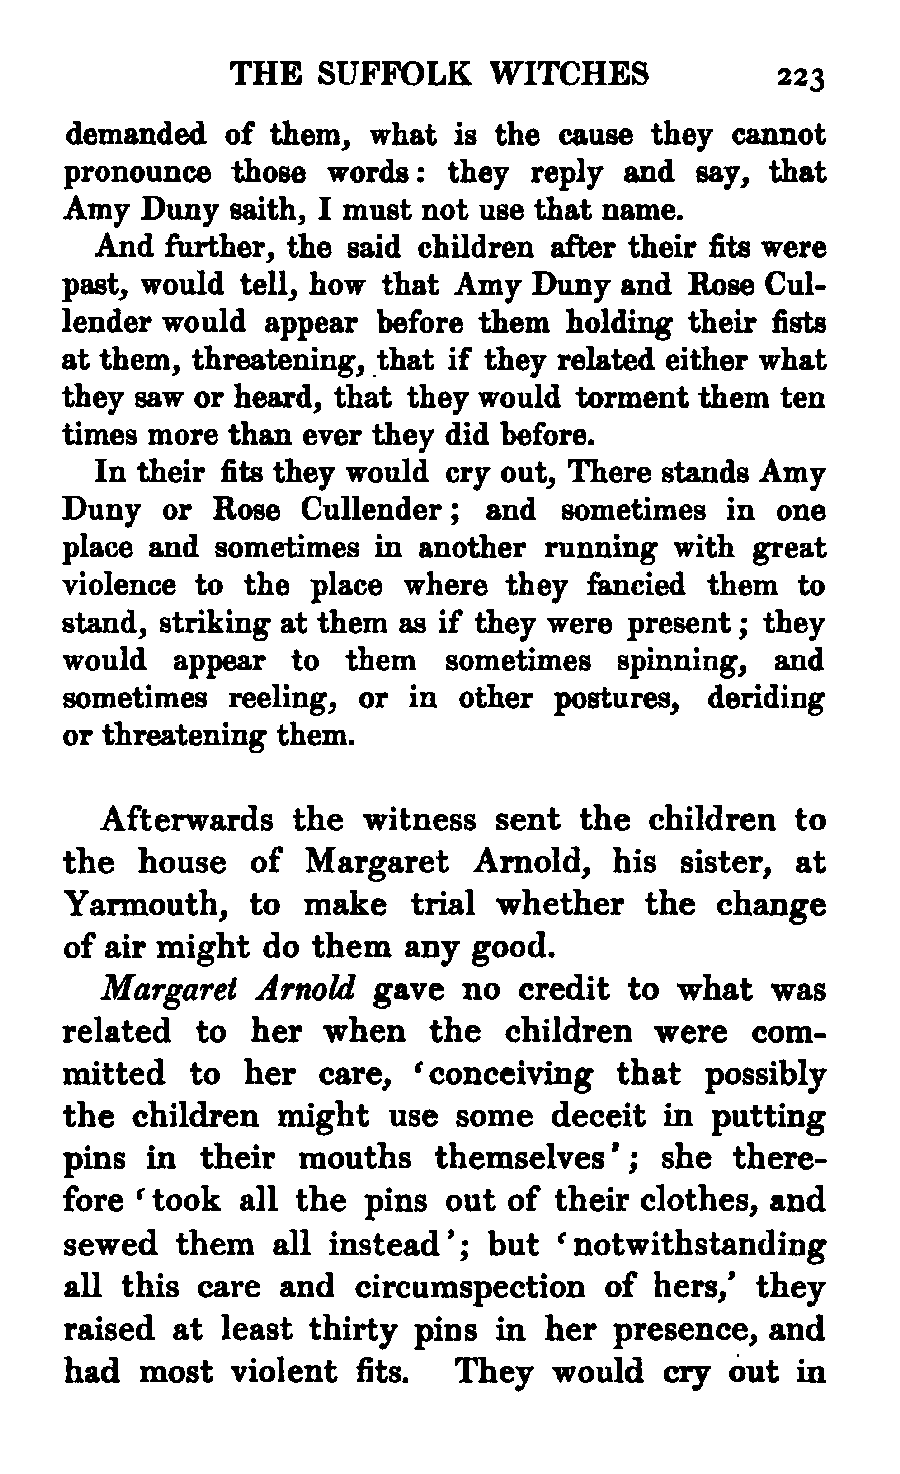 THE SUFFOLK WITCHES 223
demanded of them, what is the cause they cannot
pronounce those words: they reply and say, that
Amy Duny saith, I must not use that name.
And further, the said children after their fits were
past, would tell, how that Amy Duny and Rose Cul-
lender would appear before them holding their fists
at them, threatening, that if they related either what
they saw or heard, that they would torment them ten
times more than ever they did before.
In their fits they would cry out, There stands Amy
Duny or Rose Cullender; and sometimes in one
place and sometimes in another running with great
violence to the place where they fancied them to
stand, striking at them as if they were present; they
would appear to them sometimes spinning, and
sometimes reeling, or in other postures, deriding
or threatening them.
Afterwards the witness sent the children to
the house of Margaret Arnold, his sister, at
Yarmouth, to make trial whether the change
of air might do them any good.
Margaret Arnold gave no credit to what was
related to her when the children were com-
mitted to her care, 'conceiving that possibly
the children might use some deceit in putting
pins in their mouths themselves'; she there-
fore 'took all the pins out of their clothes, and
sewed them all instead'; but 'notwithstanding
all this care and circumspection of hers,' they
raised at least thirty pins in her presence, and
had most violent fits. They would cry out in